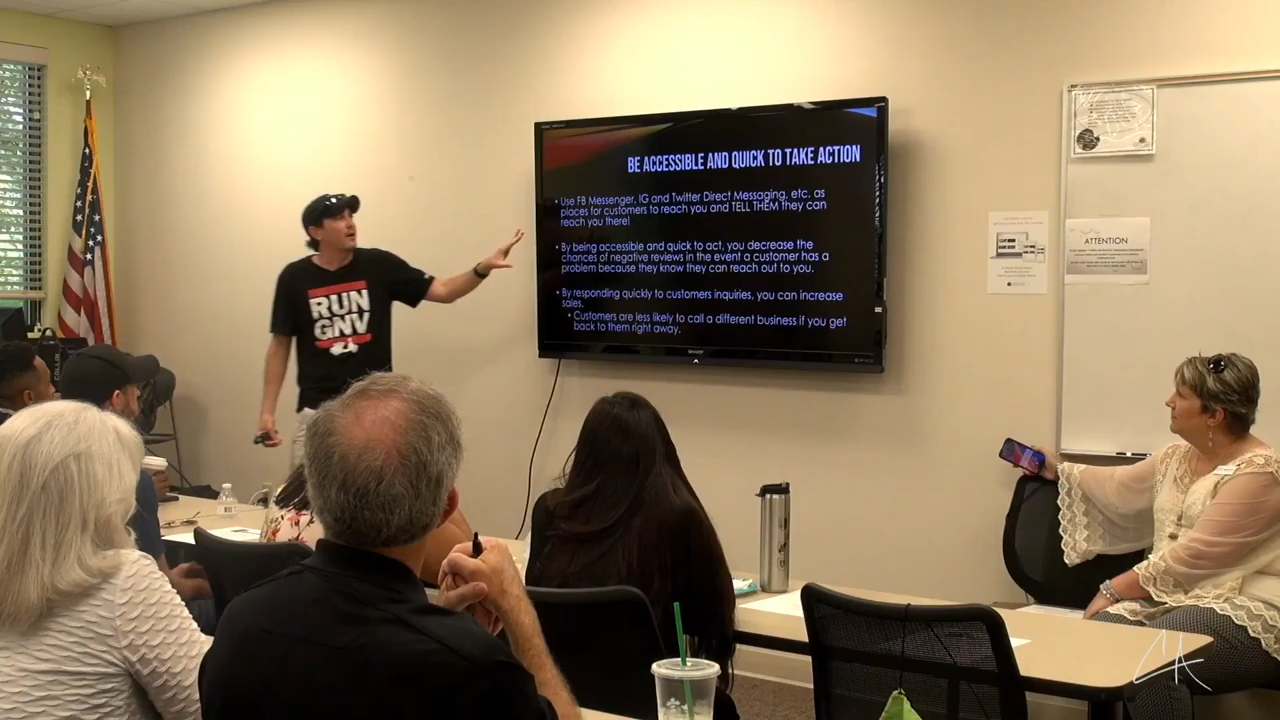 BE ACCESSIBLE AND QUICK TO TAKE ACTION
• Use FB Messenger, IG and Twitter Direct Messaging, etc. as
places for customers to reach you and TELL THEM they can
reach you there!
• By being accessible and quick to act, you decrease the
chances of negative reviews in the event a customer has a
problem because they know they can reach out to you.
• By responding quickly to customers inquiries, you can increase
sales.
• Customers are less likely to call a different business if you get
back to them right away.
SHARP
RUN
GNV
ATTENTION
COLLIN